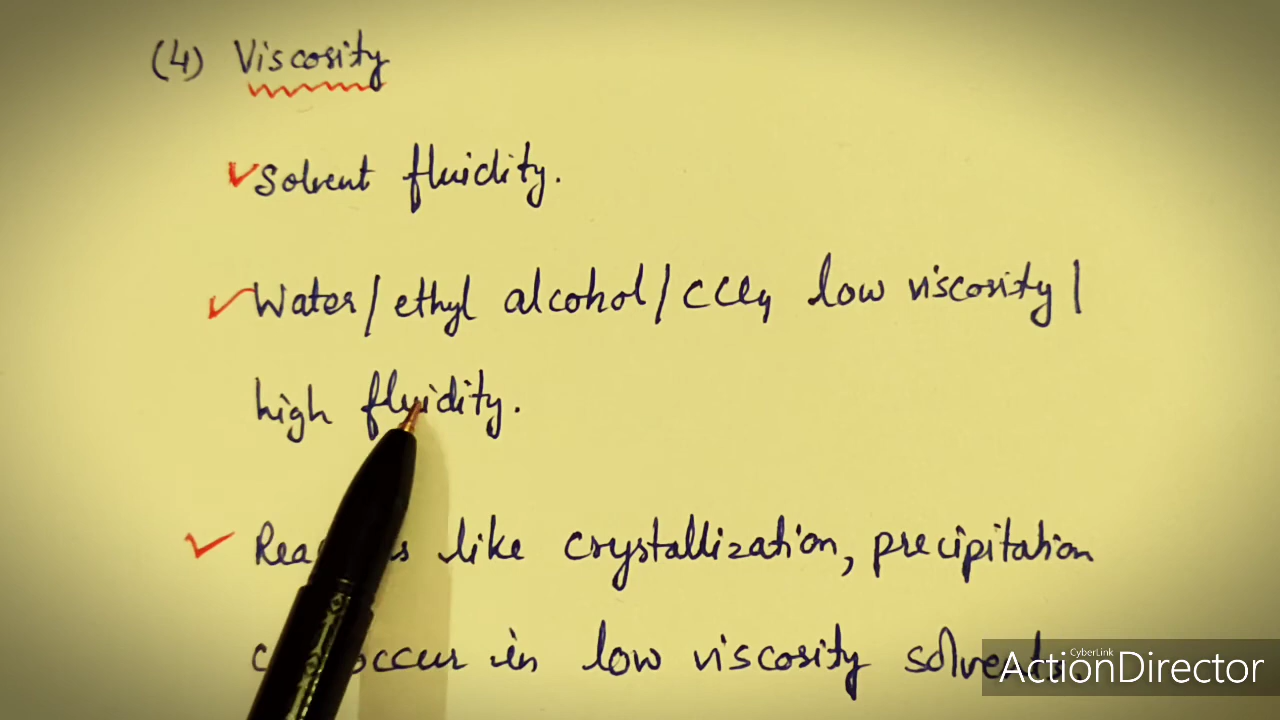 (4) Viscosity
Solvent fluidity.
Water/ethyl alcohol/CCl4 low viscosity/
high fluidity.
like crystallization, precipitation
occur in low viscosity solvents.
CyberLink
ActionDirector